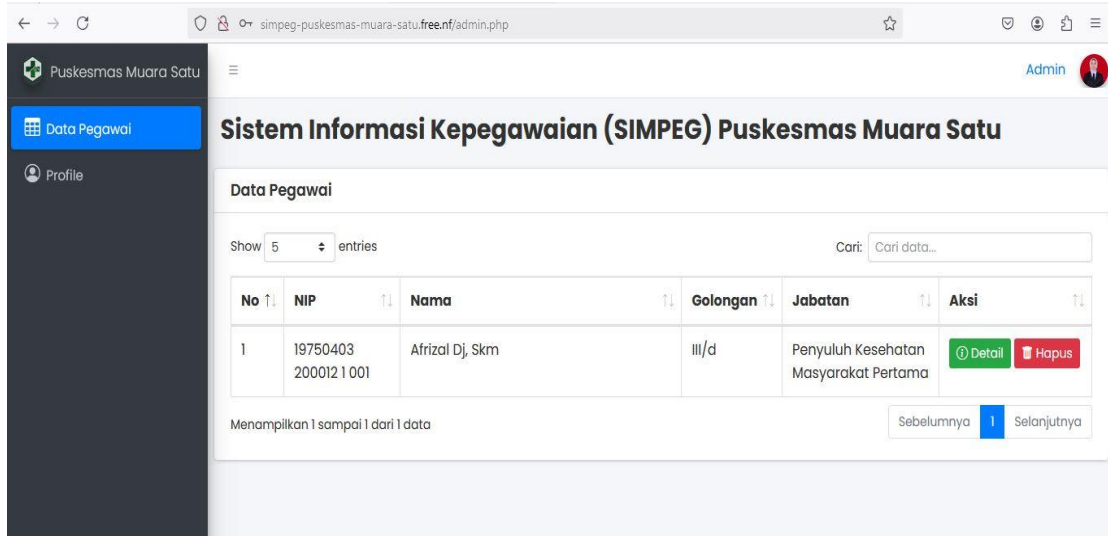 simpeg-puskesmas-muara-satu.free.nf/admin.php
Puskesmas Muara Satu
Admin
Data Pegawai
Profile
Sistem Informasi Kepegawaian (SIMPEG) Puskesmas Muara Satu
Data Pegawai
Show 5 entries
Cari: Cari data...
No NIP Nama Golongan Jabatan Aksi
1 19750403 Afrizal Dj, Skm III/d Penyuluh Kesehatan Detail Hapus
200012 1 001 Masyarakat Pertama
Menampilkan 1 sampai 1 dari 1 data
Sebelumnya 1 Selanjutnya